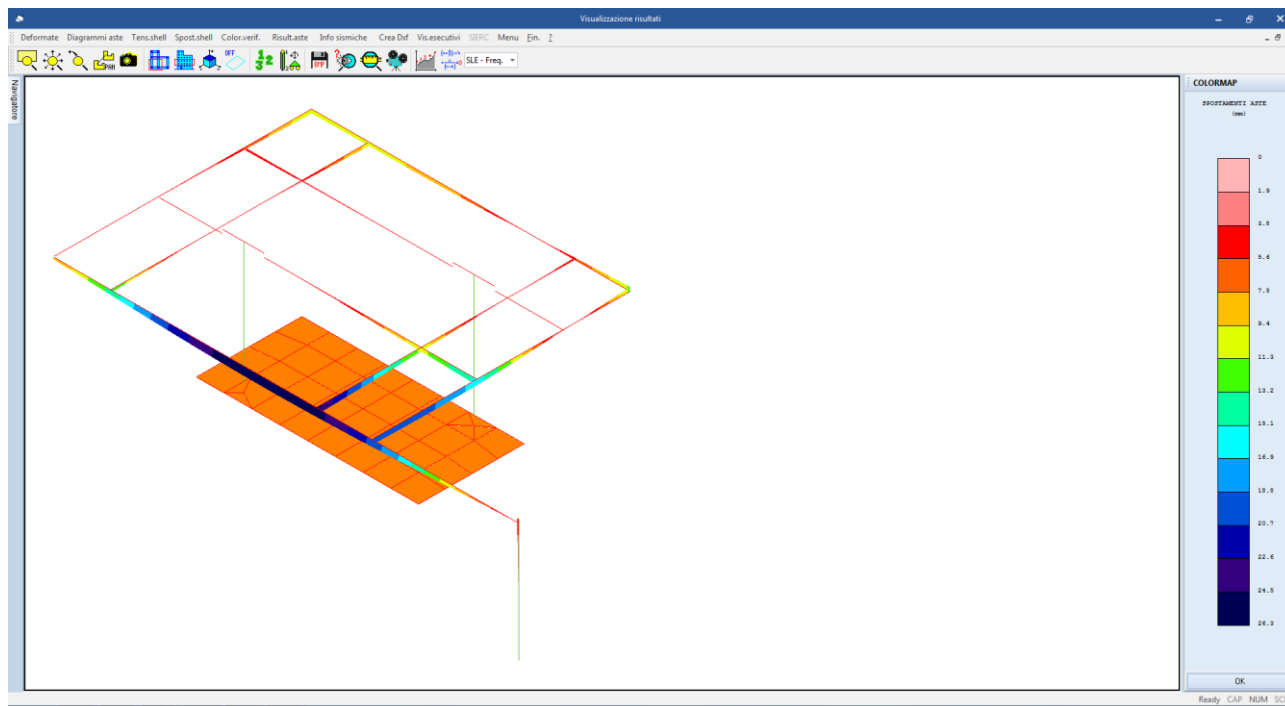 Visualizzazione risultati
Deformate Diagrammi aste Tens.shell Spost.shell Color.verif. Risult.aste Info sismiche Crea Dxf Vis.esecutivi SIERC Menu Ein. ?
PAN OFF SLE - Freq.
Navigatore
COLORMAP
SPOSTAMENTI ASTE
(mm)
0
1.9
3.8
5.6
7.5
9.4
11.3
13.2
15.1
16.9
18.8
20.7
22.6
24.5
26.3
OK
Ready CAP NUM